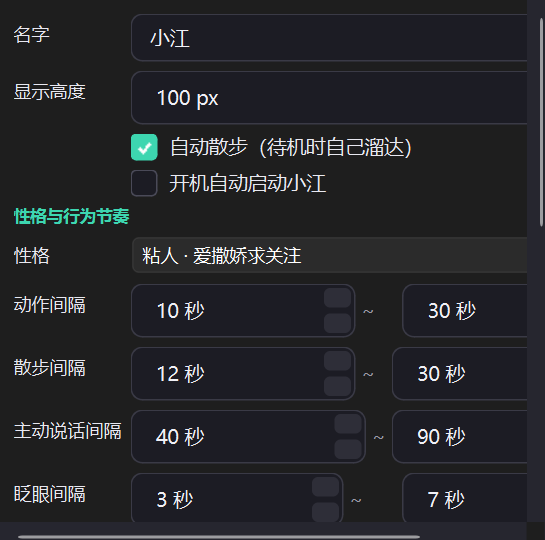 名字 小江
显示高度 100 px
自动散步（待机时自己溜达）
开机自动启动小江
性格与行为节奏
性格 粘人 · 爱撒娇求关注
动作间隔 10 秒 ~ 30 秒
散步间隔 12 秒 ~ 30 秒
主动说话间隔 40 秒 ~ 90 秒
眨眼间隔 3 秒 ~ 7 秒